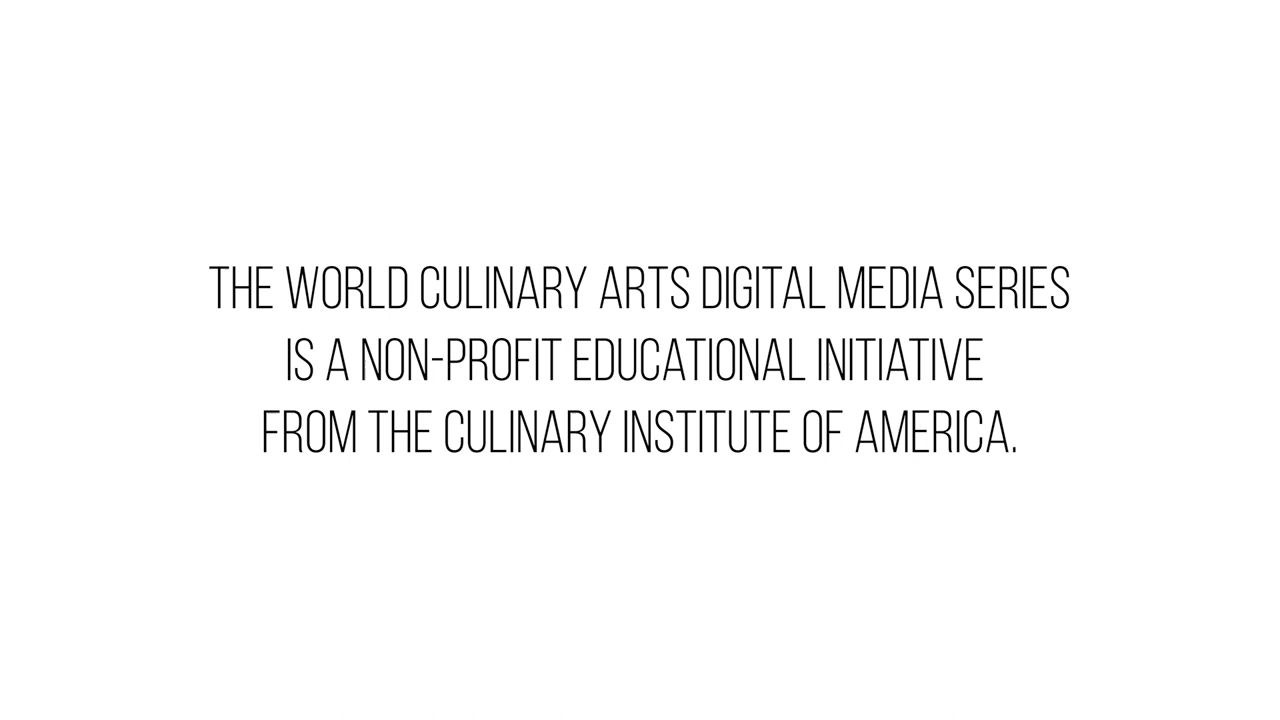 THE WORLD CULINARY ARTS DIGITAL MEDIA SERIES
IS A NON-PROFIT EDUCATIONAL INITIATIVE
FROM THE CULINARY INSTITUTE OF AMERICA.